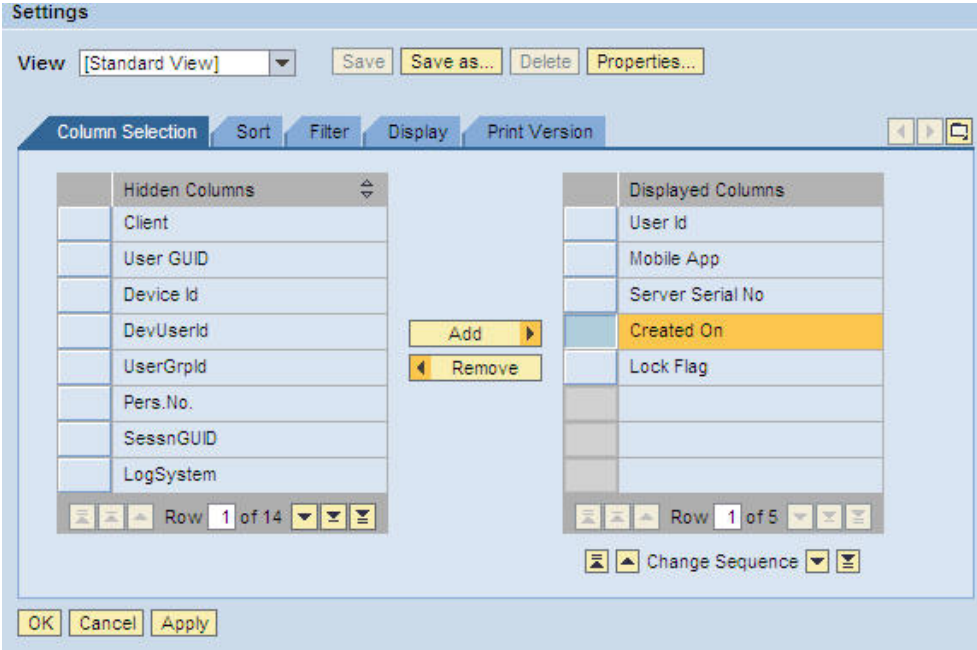 Settings
View [Standard View] Save Save as... Delete Properties...
Column Selection Sort Filter Display Print Version
Hidden Columns
Client
User GUID
Device Id
DevUserId
UserGrpId
Pers.No.
SessnGUID
LogSystem
Row 1 of 14
Add
Remove
Displayed Columns
User Id
Mobile App
Server Serial No
Created On
Lock Flag
Row 1 of 5
Change Sequence
OK Cancel Apply